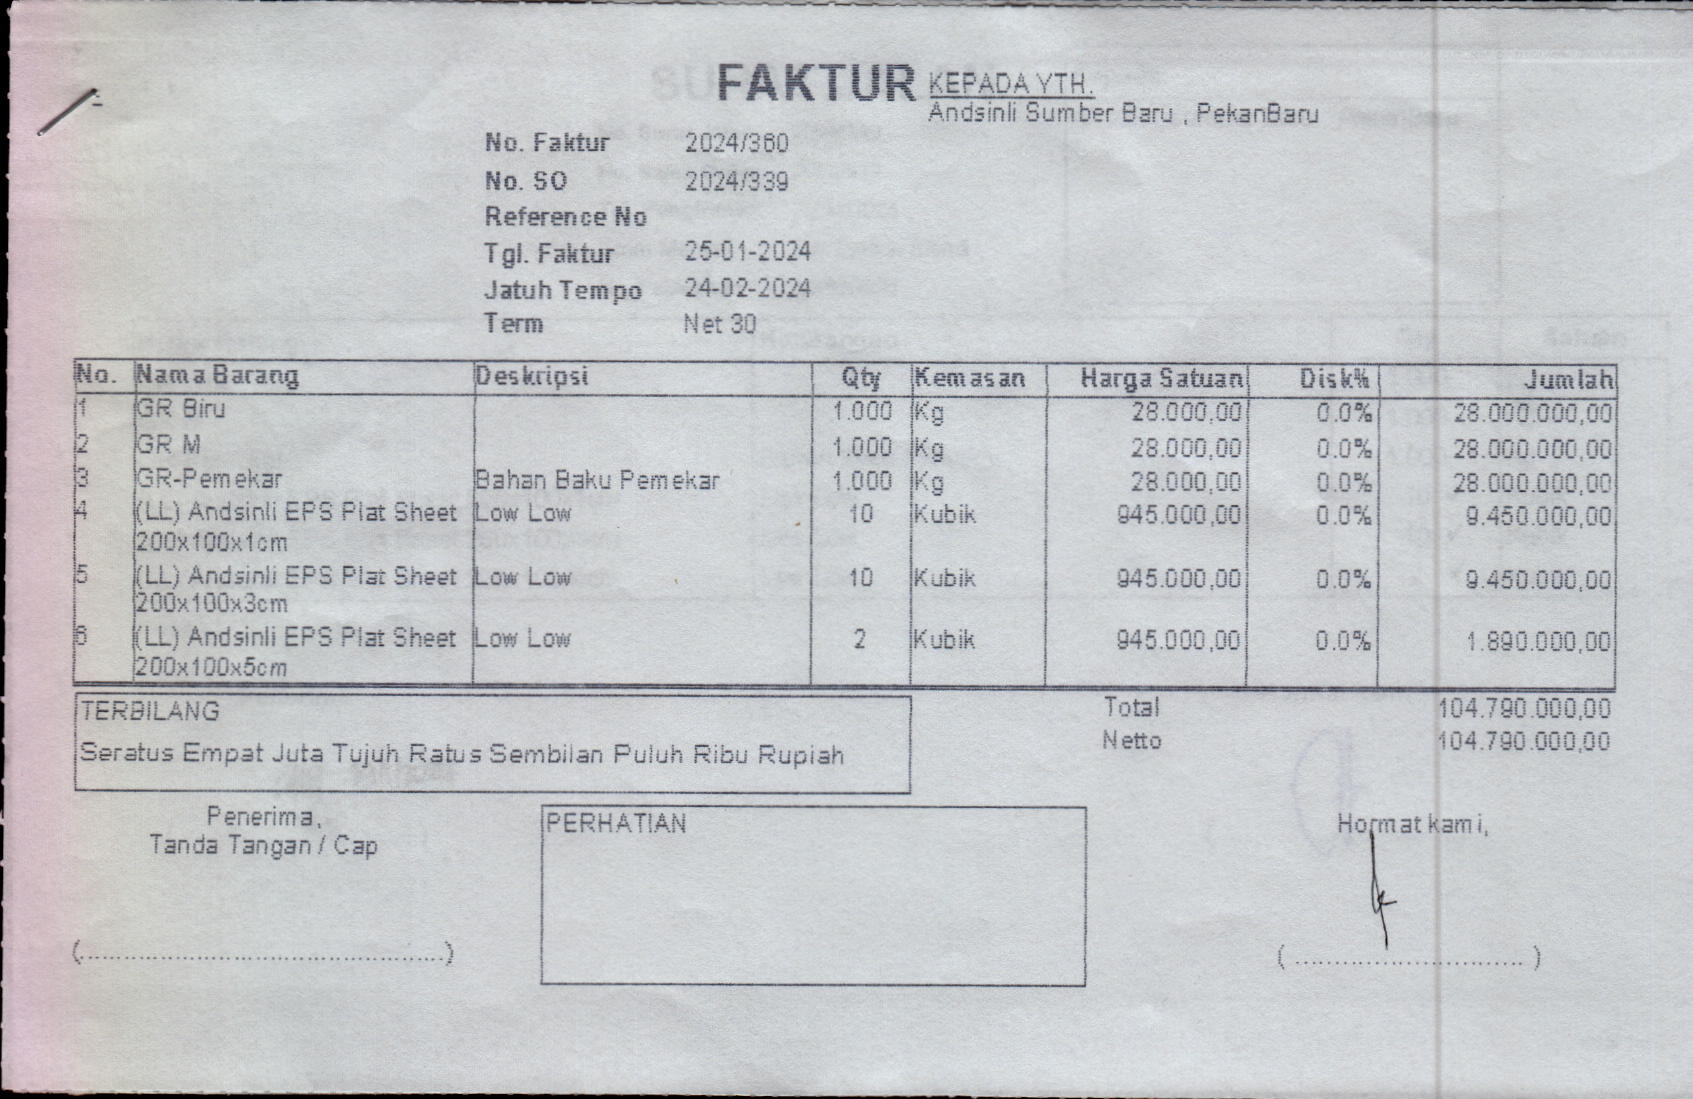 FAKTUR
KEPADA YTH.
Andsinli Sumber Baru , PekanBaru
No. Faktur 2024/360
No. SO 2024/339
Reference No
Tgl. Faktur 25-01-2024
Jatuh Tempo 24-02-2024
Term Net 30
No. Nama Barang Deskripsi Qty Kemasan Harga Satuan Disk% Jumlah
1 GR Biru 1.000 Kg 28.000,00 0.0% 28.000.000,00
2 GR M 1.000 Kg 28.000,00 0.0% 28.000.000,00
3 GR-Pemekar Bahan Baku Pemekar 1.000 Kg 28.000,00 0.0% 28.000.000,00
4 (LL) Andsinli EPS Plat Sheet Low Low 10 Kubik 945.000,00 0.0% 9.450.000,00
200x100x1cm
5 (LL) Andsinli EPS Plat Sheet Low Low 10 Kubik 945.000,00 0.0% 9.450.000,00
200x100x3cm
6 (LL) Andsinli EPS Plat Sheet Low Low 2 Kubik 945.000,00 0.0% 1.890.000,00
200x100x5cm
TERBILANG
Seratus Empat Juta Tujuh Ratus Sembilan Puluh Ribu Rupiah
Total 104.790.000,00
Netto 104.790.000,00
Penerima,
Tanda Tangan / Cap
PERHATIAN
Hormat kami,
(................................................)
( .............................. )